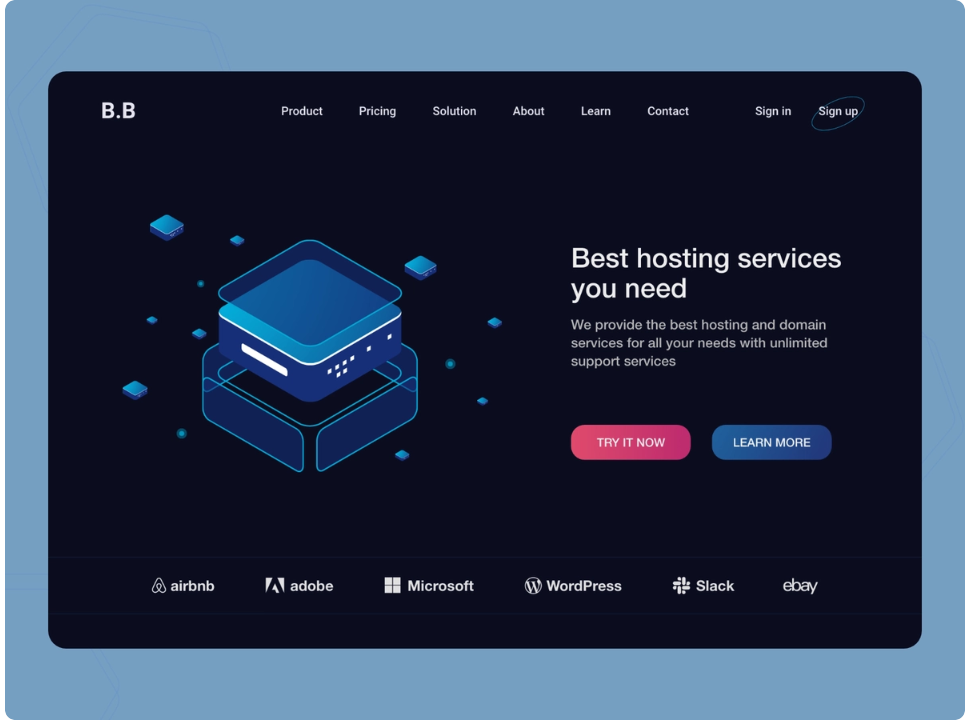 B.B
Product Pricing Solution About Learn Contact Sign in Sign up
Best hosting services
you need
We provide the best hosting and domain
services for all your needs with unlimited
support services
TRY IT NOW LEARN MORE
airbnb adobe Microsoft WordPress Slack ebay